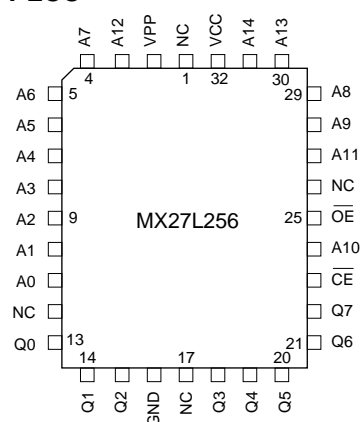 A7 A12 VPP NC VCC A14 A13
4 1 32 30
A6 5 29 A8
A5 A9
A4 A11
A3 NC
A2 9 MX27L256 25 OE
A1 A10
A0 CE
NC Q7
Q0 13 21 Q6
14 17 20
Q1 Q2 GND NC Q3 Q4 Q5